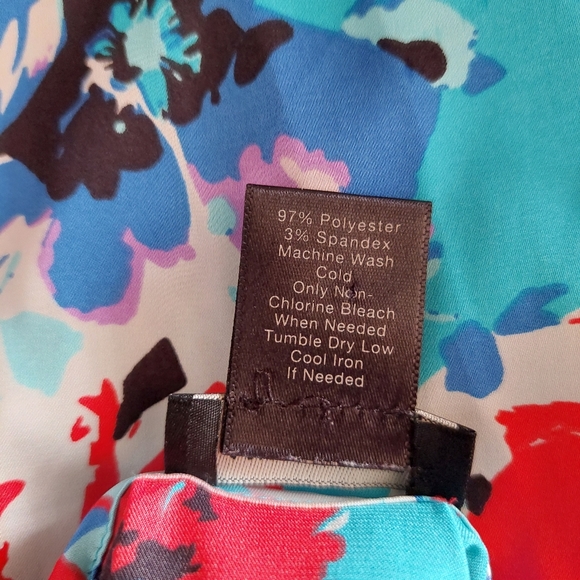 97% Polyester
3% Spandex
Machine Wash
Cold
Only Non-
Chlorine Bleach
When Needed
Tumble Dry Low
Cool Iron
If Needed